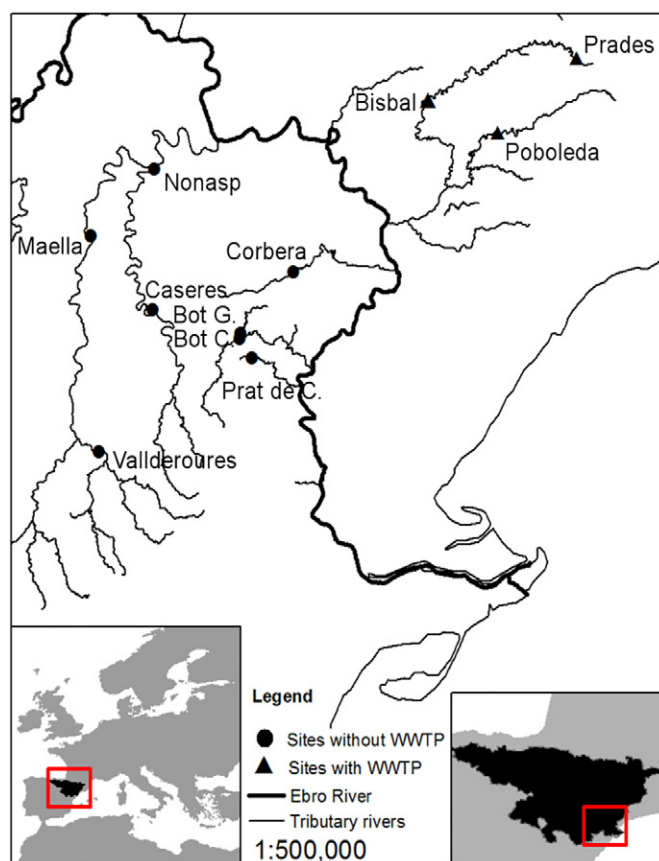 Prades
Bisbal
Poboleda
Nonasp
Maella
Corbera
Caseres
Bot G.
Bot C.
Prat de C.
Vallderoures
Legend
Sites without WWTP
Sites with WWTP
Ebro River
Tributary rivers
1:500,000